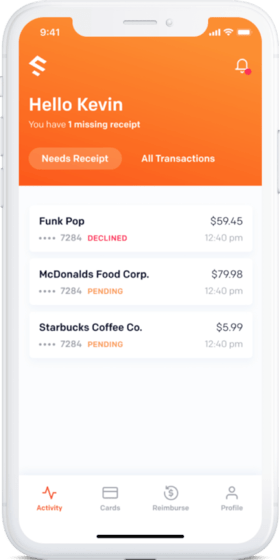 9:41
Hello Kevin
You have 1 missing receipt
Needs Receipt All Transactions
Funk Pop $59.45
•••• 7284 DECLINED 12:40 pm
McDonalds Food Corp. $79.98
•••• 7284 PENDING 12:40 pm
Starbucks Coffee Co. $5.99
•••• 7284 PENDING 12:40 pm
Activity Cards Reimburse Profile